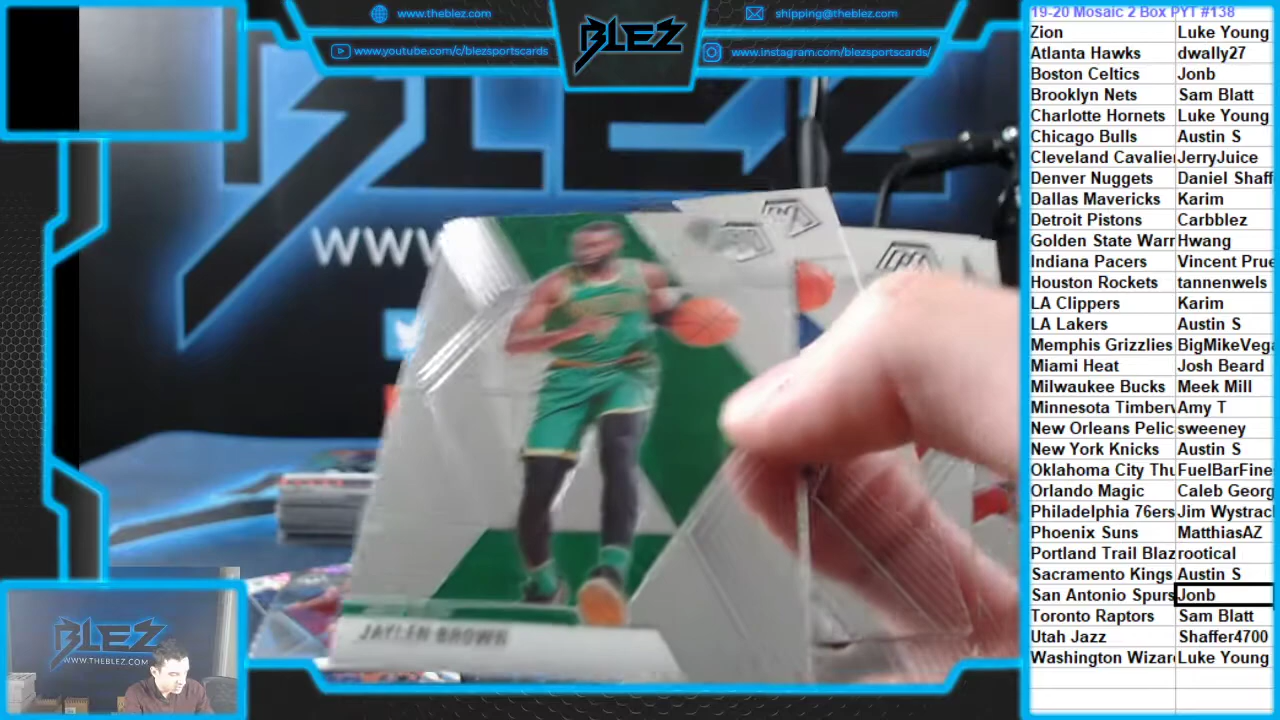 www.theblez.com
www.youtube.com/c/blezsportscards
BLEZ
shipping@theblez.com
www.instagram.com/blezsportscards/
BLEZ
WWW
JAYLEN BROWN
BLEZ
WWW.THEBLEZ.COM
19-20 Mosaic 2 Box PYT #138
Zion Luke Young
Atlanta Hawks dwally27
Boston Celtics Jonb
Brooklyn Nets Sam Blatt
Charlotte Hornets Luke Young
Chicago Bulls Austin S
Cleveland Cavalier JerryJuice
Denver Nuggets Daniel Shaff
Dallas Mavericks Karim
Detroit Pistons Carbblez
Golden State Warr Hwang
Indiana Pacers Vincent Prue
Houston Rockets tannenwels
LA Clippers Karim
LA Lakers Austin S
Memphis Grizzlies BigMikeVega
Miami Heat Josh Beard
Milwaukee Bucks Meek Mill
Minnesota Timberv Amy T
New Orleans Pelic sweeney
New York Knicks Austin S
Oklahoma City Thu FuelBarFine
Orlando Magic Caleb Georg
Philadelphia 76ers Jim Wystrac
Phoenix Suns MatthiasAZ
Portland Trail Blaz rootical
Sacramento Kings Austin S
San Antonio Spurs Jonb
Toronto Raptors Sam Blatt
Utah Jazz Shaffer4700
Washington Wizar Luke Young